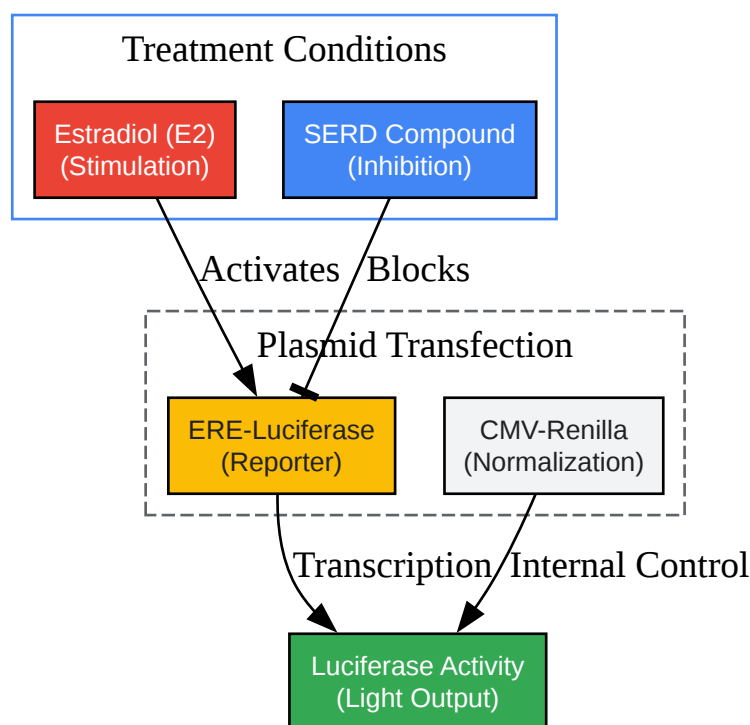 Treatment Conditions
Estradiol (E2)
(Stimulation)
SERD Compound
(Inhibition)
Activates
Blocks
Plasmid Transfection
ERE-Luciferase
(Reporter)
CMV-Renilla
(Normalization)
Transcription
Internal Control
Luciferase Activity
(Light Output)